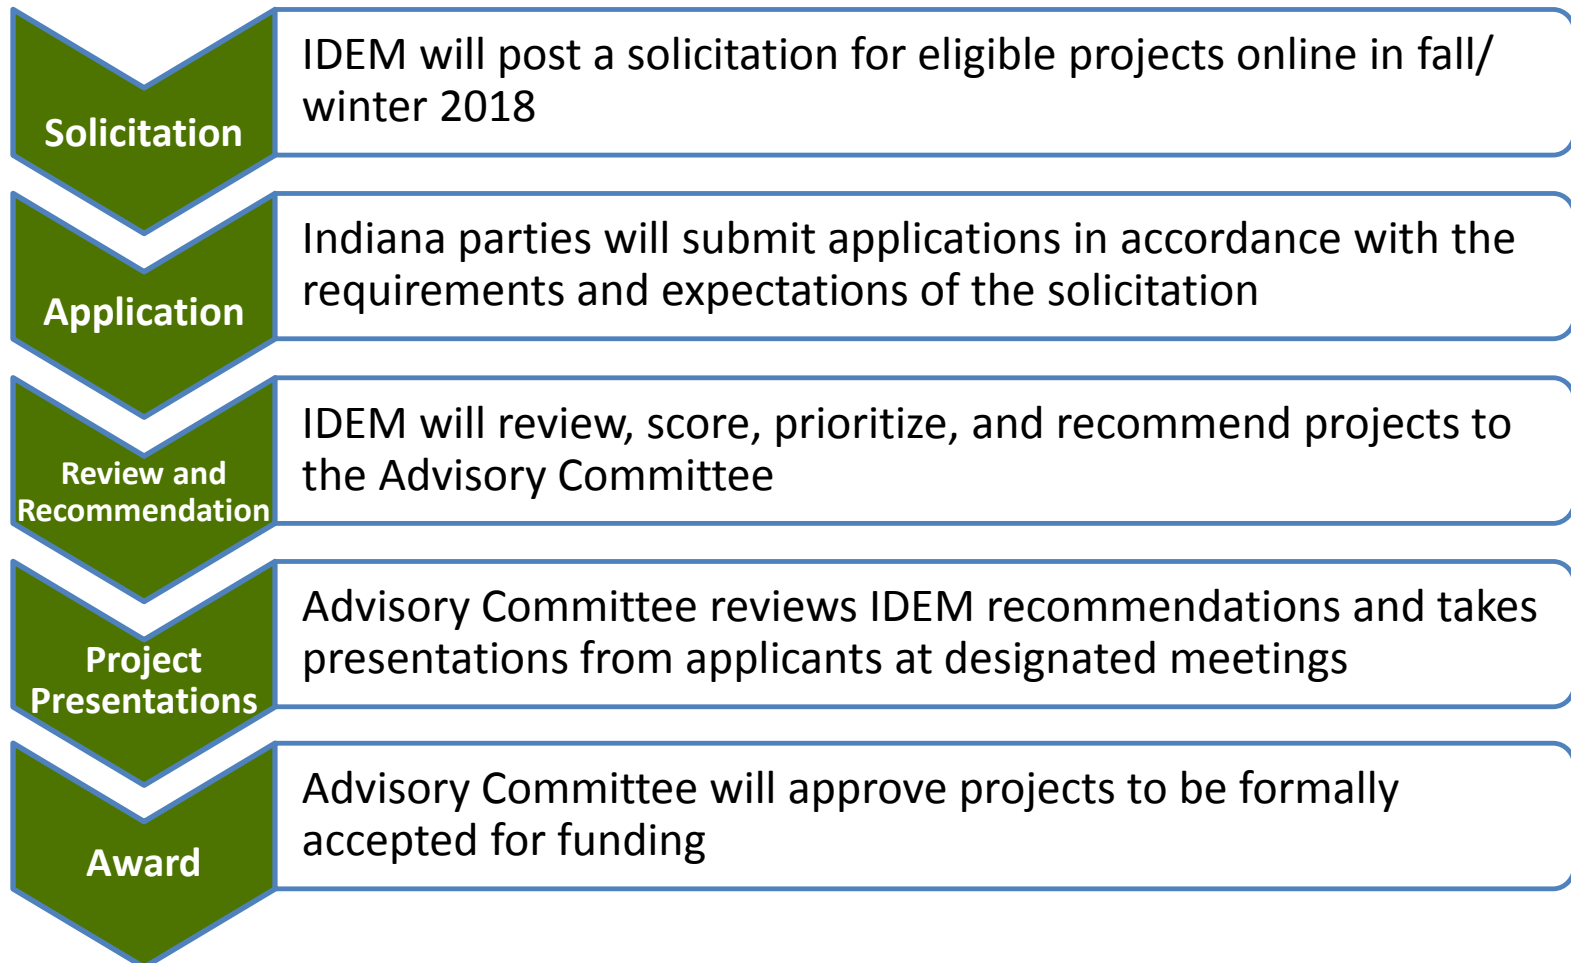 Solicitation
IDEM will post a solicitation for eligible projects online in fall/
winter 2018
Application
Indiana parties will submit applications in accordance with the
requirements and expectations of the solicitation
Review and
Recommendation
IDEM will review, score, prioritize, and recommend projects to
the Advisory Committee
Project
Presentations
Advisory Committee reviews IDEM recommendations and takes
presentations from applicants at designated meetings
Award
Advisory Committee will approve projects to be formally
accepted for funding